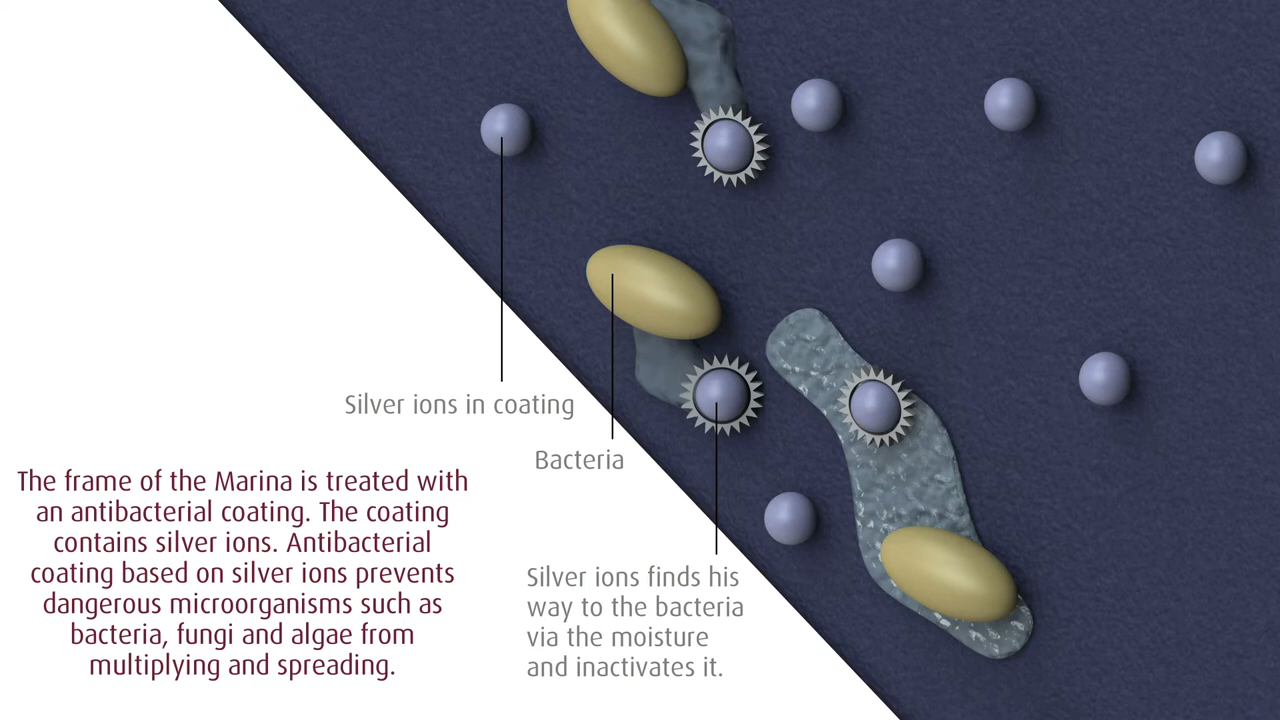 Silver ions in coating
Bacteria
The frame of the Marina is treated with
an antibacterial coating. The coating
contains silver ions. Antibacterial
coating based on silver ions prevents
dangerous microorganisms such as
bacteria, fungi and algae from
multiplying and spreading.
Silver ions finds his
way to the bacteria
via the moisture
and inactivates it.